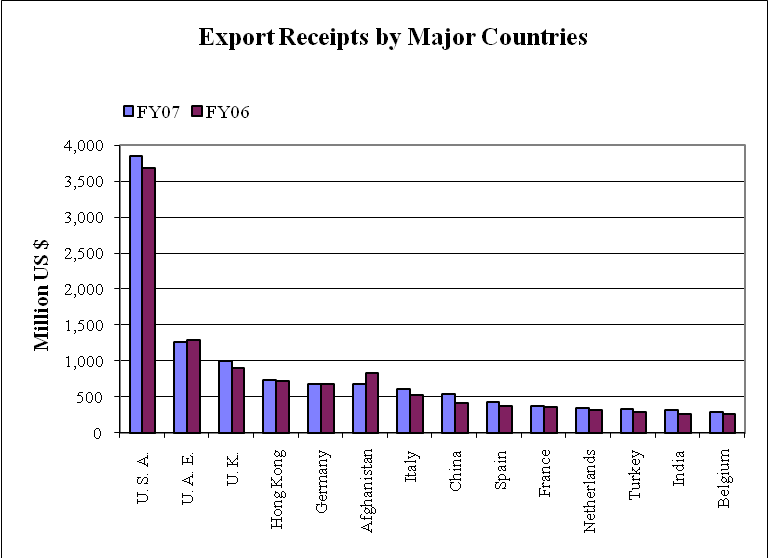 Export Receipts by Major Countries
FY07 FY06
Million US $
4,000
3,500
3,000
2,500
2,000
1,500
1,000
500
0
U. S. A.
U. A. E.
U. K.
Hong Kong
Germany
Afghanistan
Italy
China
Spain
France
Netherlands
Turkey
India
Belgium